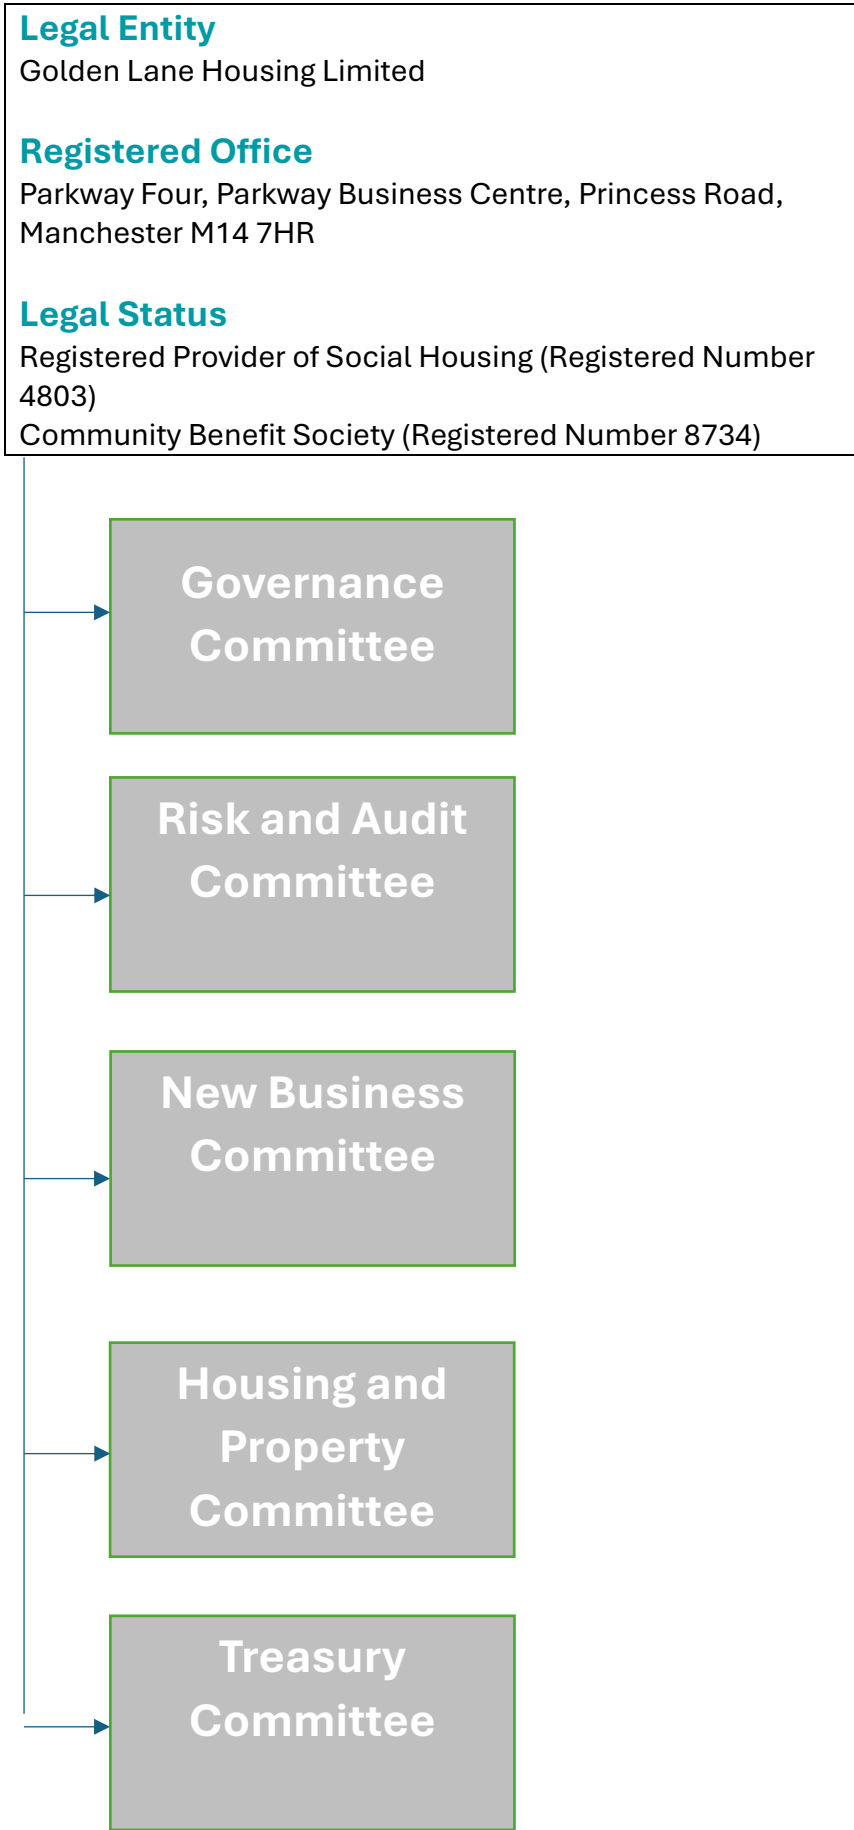 Legal Entity
Golden Lane Housing Limited
Registered Office
Parkway Four, Parkway Business Centre, Princess Road,
Manchester M14 7HR
Legal Status
Registered Provider of Social Housing (Registered Number
4803)
Community Benefit Society (Registered Number 8734)
Governance
Committee
Risk and Audit
Committee
New Business
Committee
Housing and
Property
Committee
Treasury
Committee